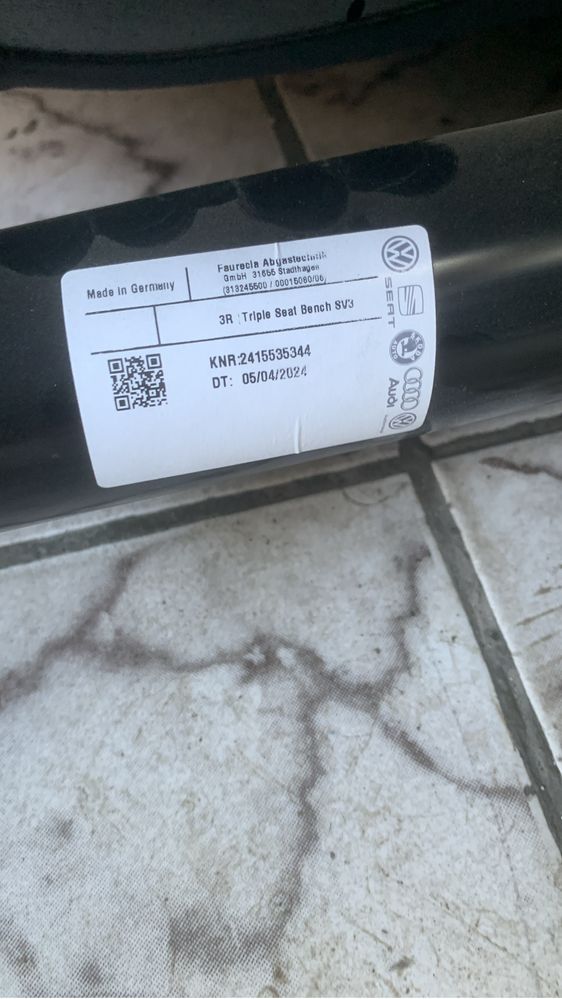 Made in Germany
Faurecia Abgastechnik
GmbH 31655 Stadthagen
(313245500 / 00015060/06)
3R Triple Seat Bench SV3
KNR:2415535344
DT: 05/04/2024
SEAT
Audi